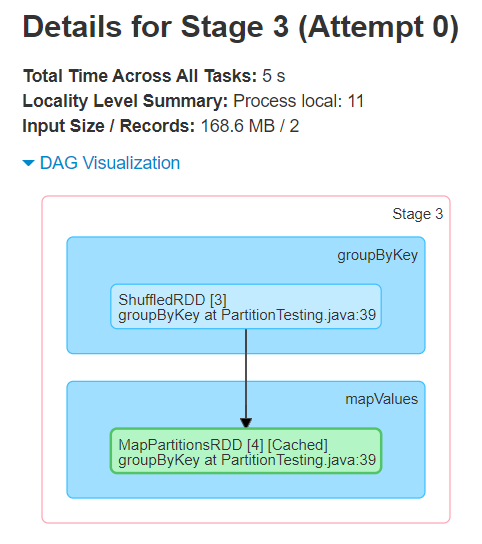 Details for Stage 3 (Attempt 0)
Total Time Across All Tasks: 5 s
Locality Level Summary: Process local: 11
Input Size / Records: 168.6 MB / 2
DAG Visualization
Stage 3
groupByKey
ShuffledRDD [3]
groupByKey at PartitionTesting.java:39
mapValues
MapPartitionsRDD [4] [Cached]
groupByKey at PartitionTesting.java:39